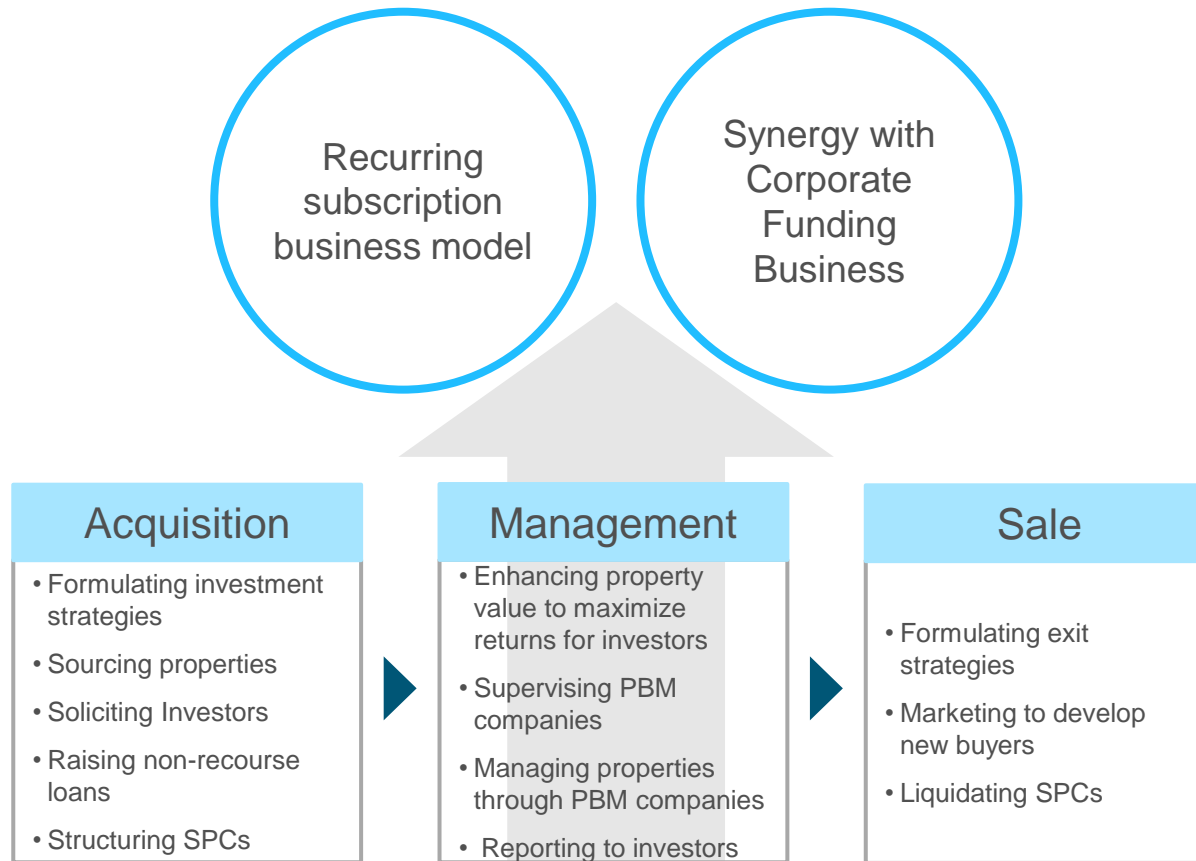 Recurring
subscription
business model
Synergy with
Corporate
Funding
Business
Acquisition
• Formulating investment
strategies
• Sourcing properties
• Soliciting Investors
• Raising non-recourse
loans
• Structuring SPCs
Management
• Enhancing property
value to maximize
returns for investors
• Supervising PBM
companies
• Managing properties
through PBM companies
• Reporting to investors
Sale
• Formulating exit
strategies
• Marketing to develop
new buyers
• Liquidating SPCs